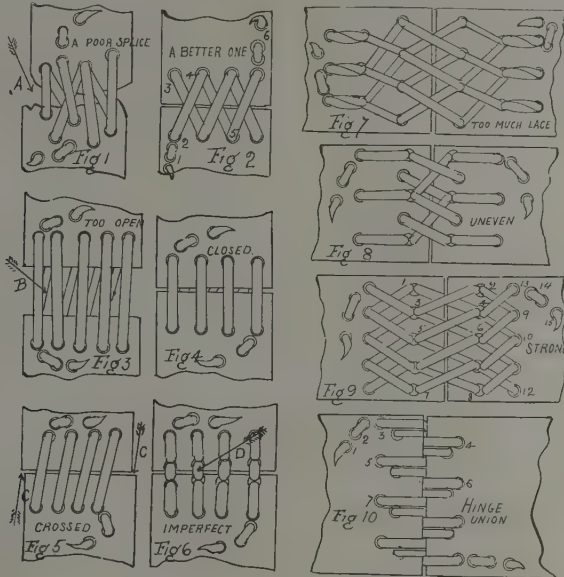 A POOR SPLICE
A
Fig 1
A BETTER ONE
6
3
4
5
2
1
Fig 2
TOO OPEN
B
Fig 3
CLOSED
Fig 4
C
C
CROSSED
Fig 5
D
IMPERFECT
Fig 6
Fig 7
TOO MUCH LACE
UNEVEN
Fig 8
1
2
13
14
3
4
9
15
5
6
10
STRONG
12
7
8
Fig 9
3
2
1
4
5
6
7
HINGE
UNION
Fig 10